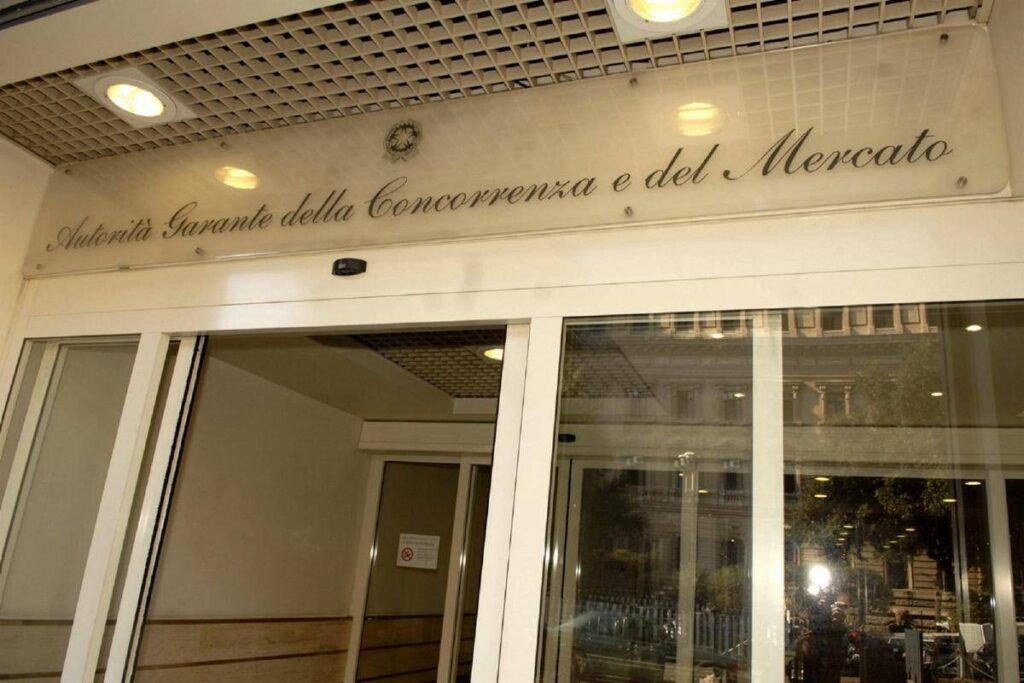 Autorità Garante della Concorrenza e del Mercato